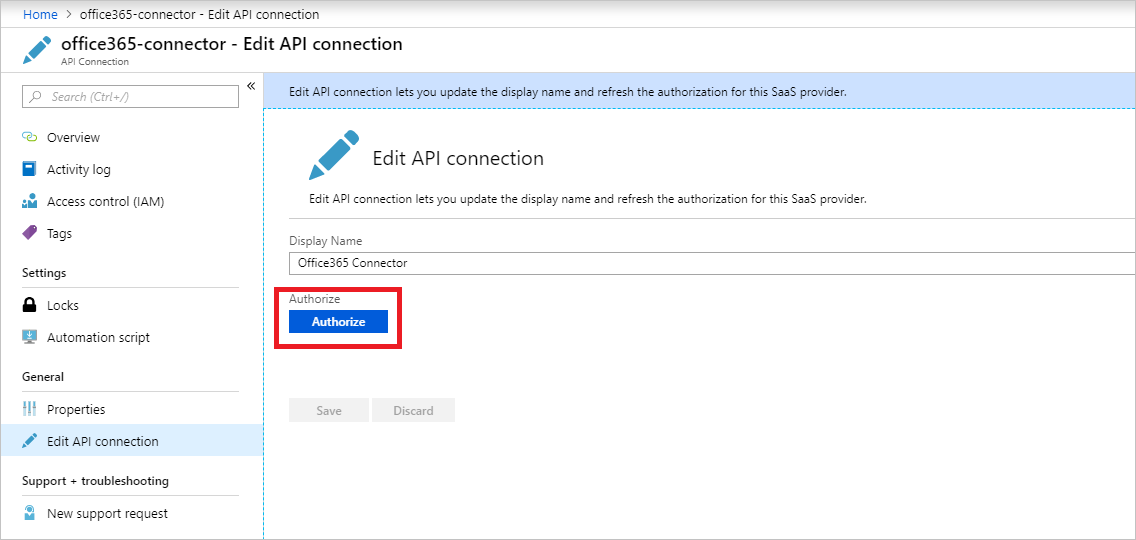 Home > office365-connector - Edit API connection
office365-connector - Edit API connection
API Connection
Search (Ctrl+/)
«
Overview
Activity log
Access control (IAM)
Tags
Settings
Locks
Automation script
General
Properties
Edit API connection
Support + troubleshooting
New support request
Edit API connection lets you update the display name and refresh the authorization for this SaaS provider.
Edit API connection
Edit API connection lets you update the display name and refresh the authorization for this SaaS provider.
Display Name
Office365 Connector
Authorize
Authorize
Save Discard